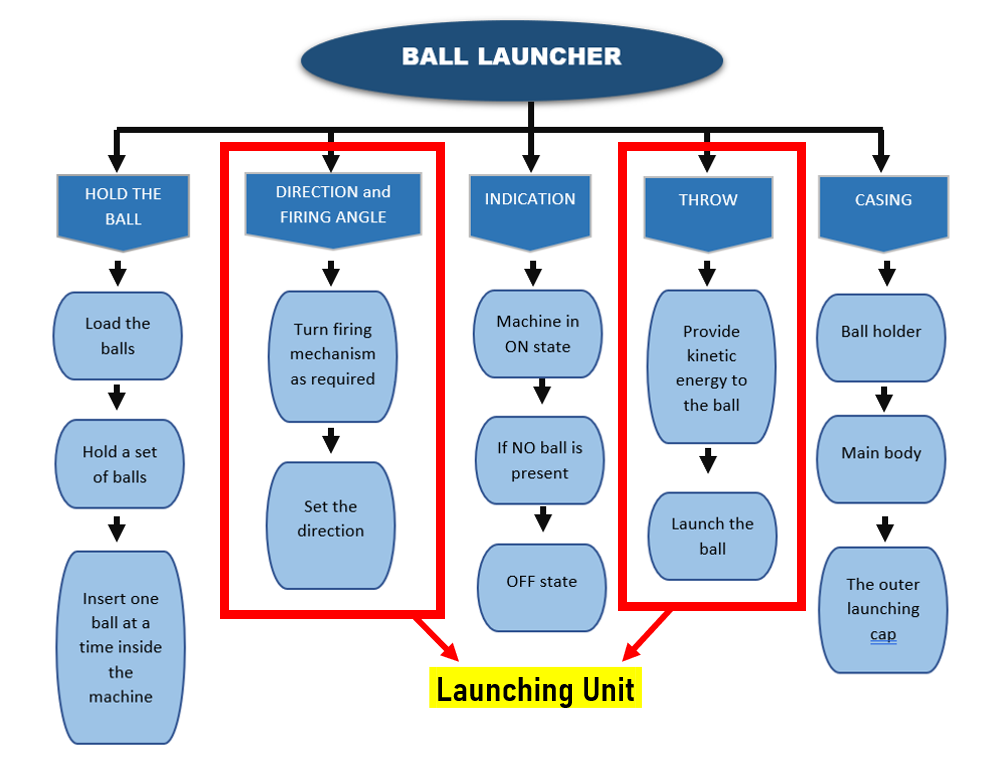 BALL LAUNCHER
HOLD THE
BALL
Load the
balls
Hold a set
of balls
Insert one
ball at a
time inside
the
machine
DIRECTION and
FIRING ANGLE
Turn firing
mechanism
as required
Set the
direction
INDICATION
Machine in
ON state
If NO ball is
present
OFF state
THROW
Provide
kinetic
energy to
the ball
Launch the
ball
CASING
Ball holder
Main body
The outer
launching
cap
Launching Unit